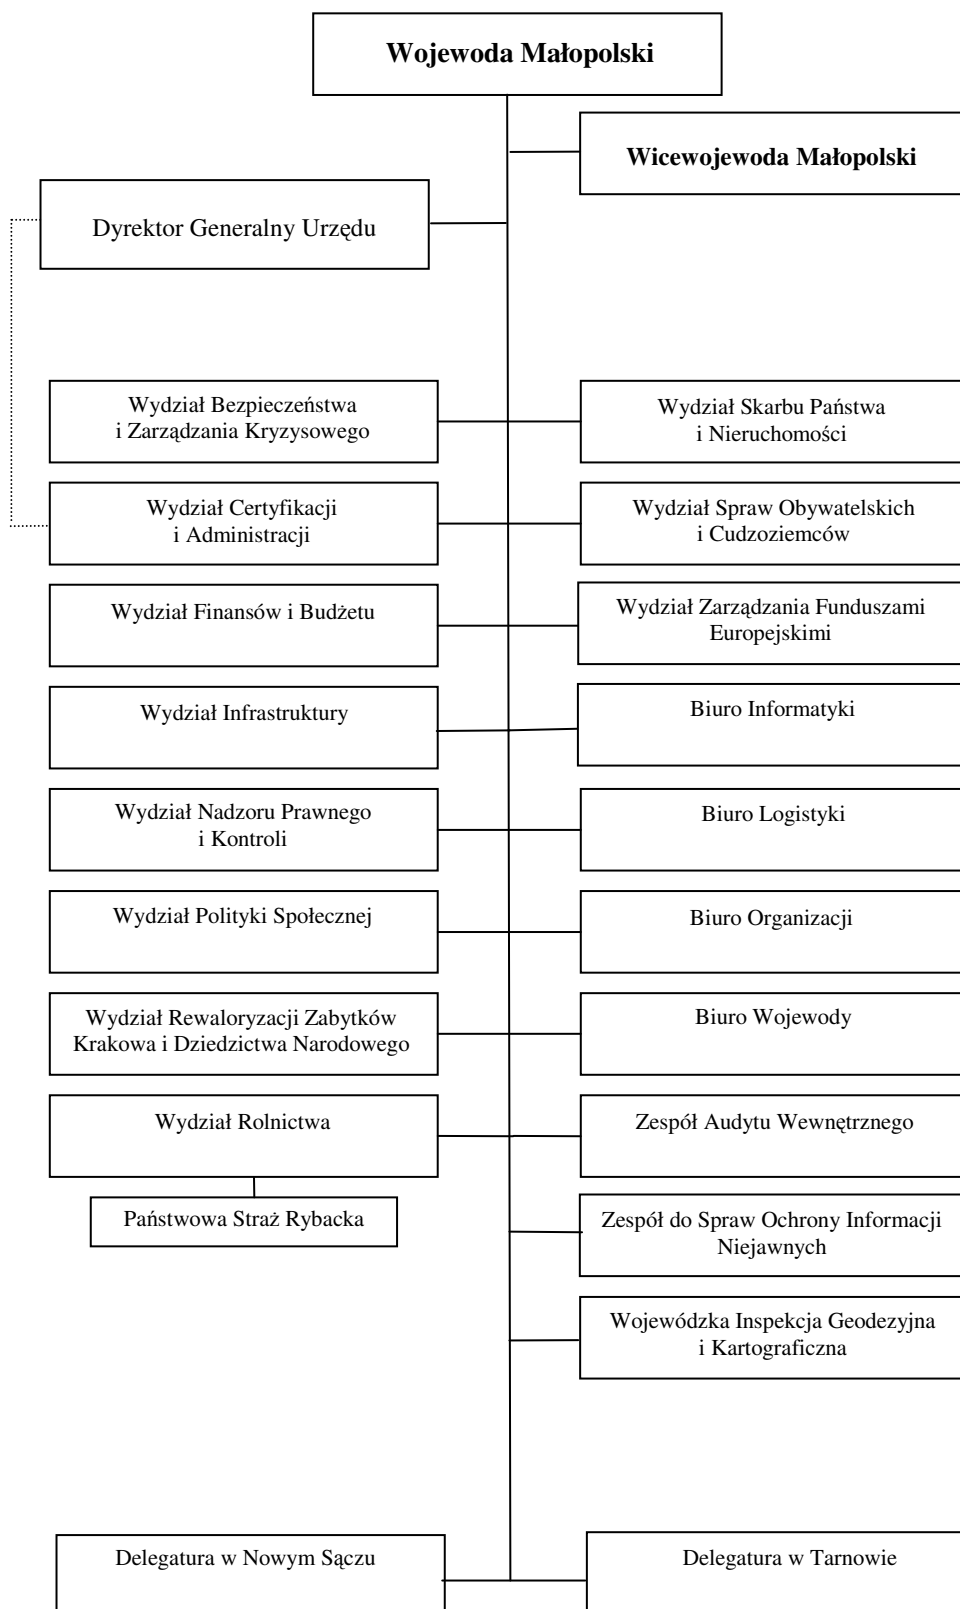 Wojewoda Małopolski
Wicewojewoda Małopolski
Dyrektor Generalny Urzędu
Wydział Bezpieczeństwa
i Zarządzania Kryzysowego
Wydział Skarbu Państwa
i Nieruchomości
Wydział Certyfikacji
i Administracji
Wydział Spraw Obywatelskich
i Cudzoziemców
Wydział Finansów i Budżetu
Wydział Zarządzania Funduszami
Europejskimi
Wydział Infrastruktury
Biuro Informatyki
Wydział Nadzoru Prawnego
i Kontroli
Biuro Logistyki
Wydział Polityki Społecznej
Biuro Organizacji
Wydział Rewaloryzacji Zabytków
Krakowa i Dziedzictwa Narodowego
Biuro Wojewody
Wydział Rolnictwa
Zespół Audytu Wewnętrznego
Państwowa Straż Rybacka
Zespół do Spraw Ochrony Informacji
Niejawnych
Wojewódzka Inspekcja Geodezyjna
i Kartograficzna
Delegatura w Nowym Sączu
Delegatura w Tarnowie